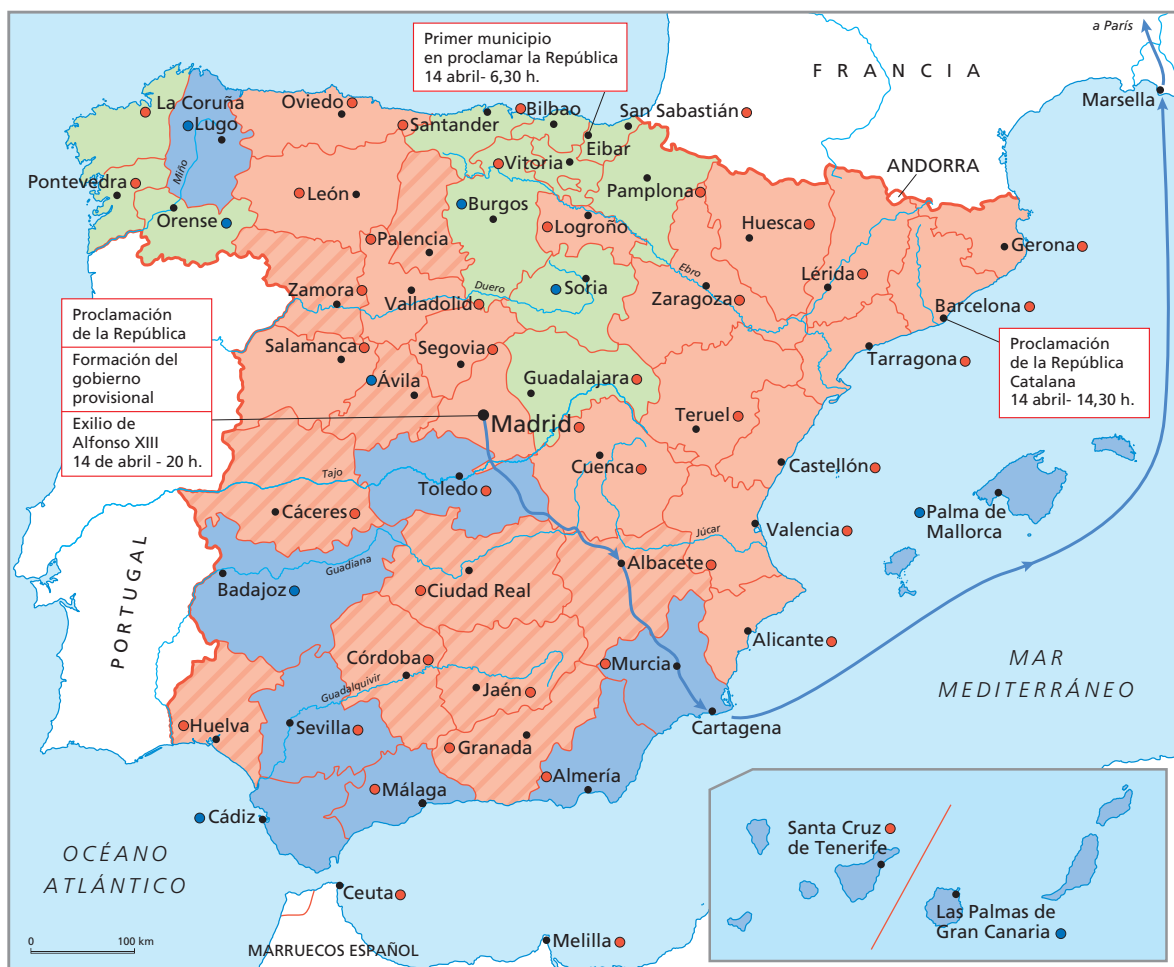 a París
Primer municipio
en proclamar la República
14 abril- 6,30 h.
FRANCIA
Marsella
La Coruña
Lugo
Oviedo
Santander
Bilbao
San Sabastián
Eibar
Vitoria
Miño
Pontevedra
León
Burgos
Pamplona
ANDORRA
Orense
Palencia
Logroño
Huesca
Gerona
Ebro
Lérida
Zamora
Duero
Soria
Valladolid
Zaragoza
Barcelona
Proclamación
de la República
Formación del
gobierno
provisional
Exilio de
Alfonso XIII
14 de abril - 20 h.
Salamanca
Segovia
Tarragona
Proclamación
de la República
Catalana
14 abril- 14,30 h.
Ávila
Guadalajara
Madrid
Teruel
Cuenca
Castellón
Tajo
Toledo
Cáceres
Palma de
Mallorca
Valencia
Júcar
PORTUGAL
Guadiana
Badajoz
Ciudad Real
Albacete
Alicante
Córdoba
Murcia
MAR
MEDITERRÁNEO
Guadalquivir
Jaén
Huelva
Sevilla
Granada
Cartagena
Almería
Málaga
Cádiz
OCÉANO
ATLÁNTICO
Santa Cruz
de Tenerife
Ceuta
Las Palmas de
Gran Canaria
0 100 km
MARRUECOS ESPAÑOL
Melilla